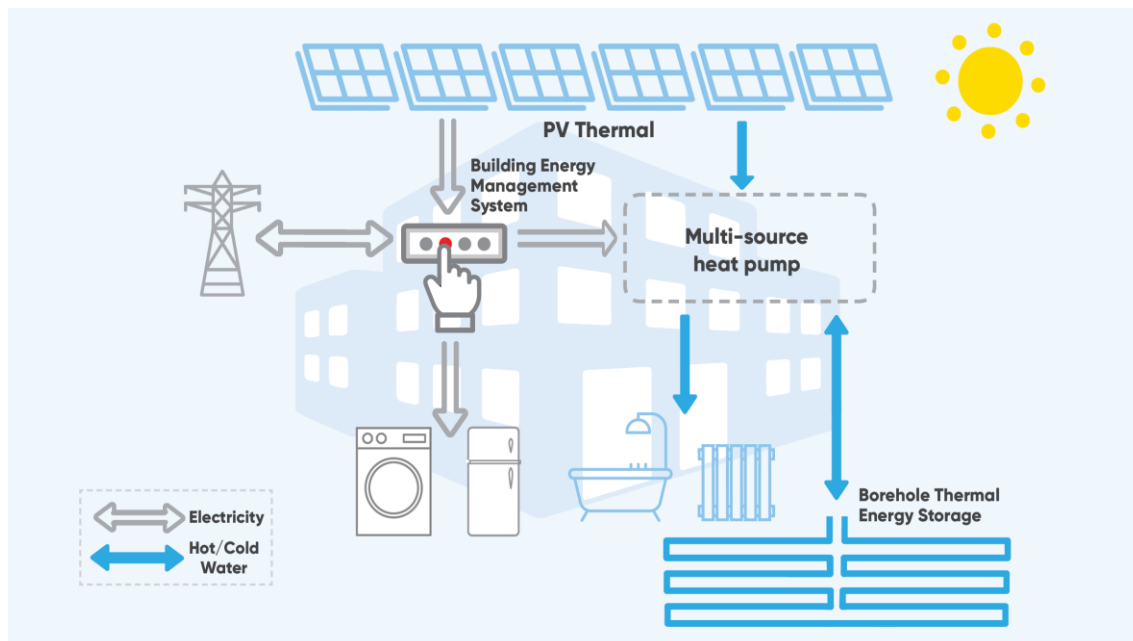 PV Thermal
Building Energy
Management
System
Multi-source
heat pump
Borehole Thermal
Energy Storage
Electricity
Hot/Cold
Water